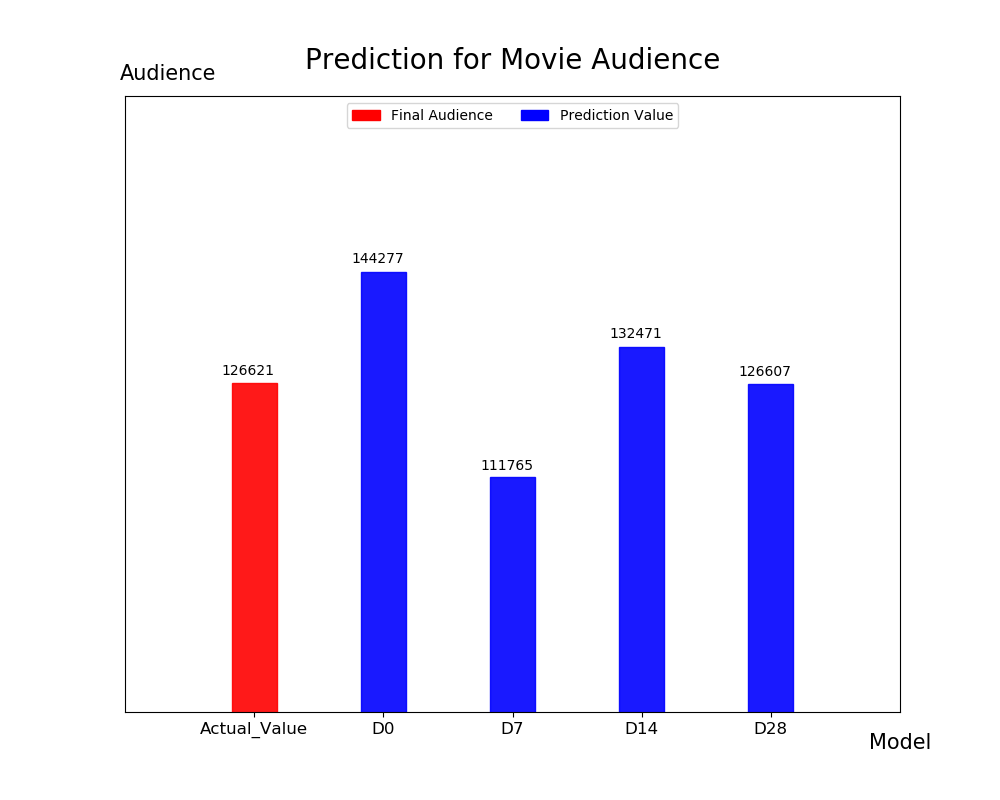 Prediction for Movie Audience
Audience
Final Audience Prediction Value
144277
132471
126621
126607
111765
Actual_Value D0 D7 D14 D28
Model